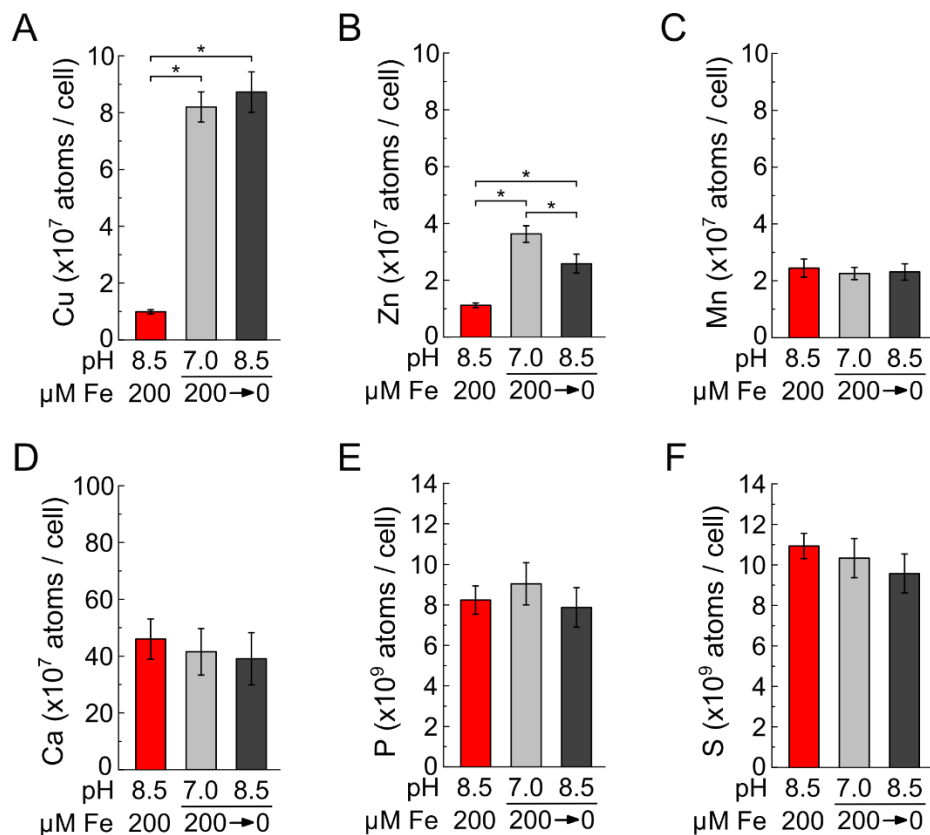 A
Cu (x10⁷ atoms / cell)
10
8
6
4
2
0
*
*
pH 8.5 7.0 8.5
µM Fe 200 200→0
B
Zn (x10⁷ atoms / cell)
10
8
6
4
2
0
*
*
*
pH 8.5 7.0 8.5
µM Fe 200 200→0
C
Mn (x10⁷ atoms / cell)
10
8
6
4
2
0
pH 8.5 7.0 8.5
µM Fe 200 200→0
D
Ca (x10⁷ atoms / cell)
100
80
60
40
20
0
pH 8.5 7.0 8.5
µM Fe 200 200→0
E
P (x10⁹ atoms / cell)
14
12
10
8
6
4
2
0
pH 8.5 7.0 8.5
µM Fe 200 200→0
F
S (x10⁹ atoms / cell)
14
12
10
8
6
4
2
0
pH 8.5 7.0 8.5
µM Fe 200 200→0